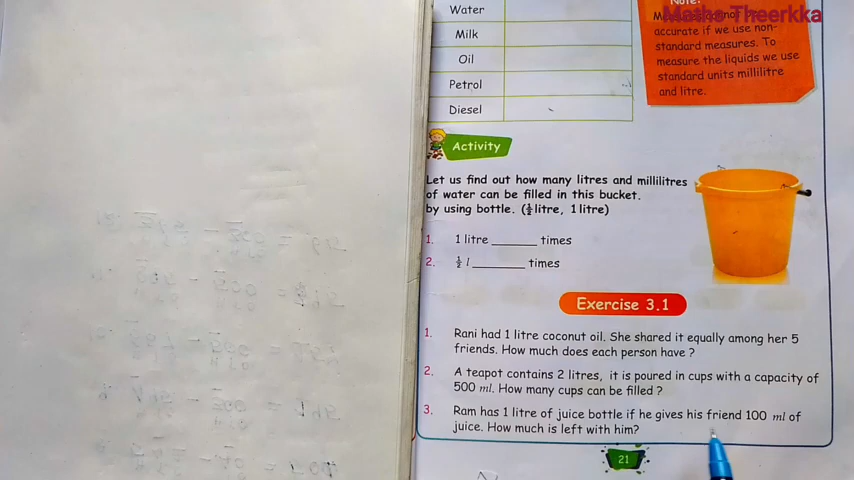 Maths Theerkka
Note:
accurate if we use non-
standard measures. To
measure the liquids we use
standard units millilitre
and litre.
Water
Milk
Oil
Petrol
Diesel
Activity
Let us find out how many litres and millilitres
of water can be filled in this bucket.
by using bottle. (½ litre, 1 litre)
1. 1 litre ______ times
2. ½ l ______ times
Exercise 3.1
1. Rani had 1 litre coconut oil. She shared it equally among her 5
friends. How much does each person have ?
2. A teapot contains 2 litres, it is poured in cups with a capacity of
500 ml. How many cups can be filled ?
3. Ram has 1 litre of juice bottle if he gives his friend 100 ml of
juice. How much is left with him?
21